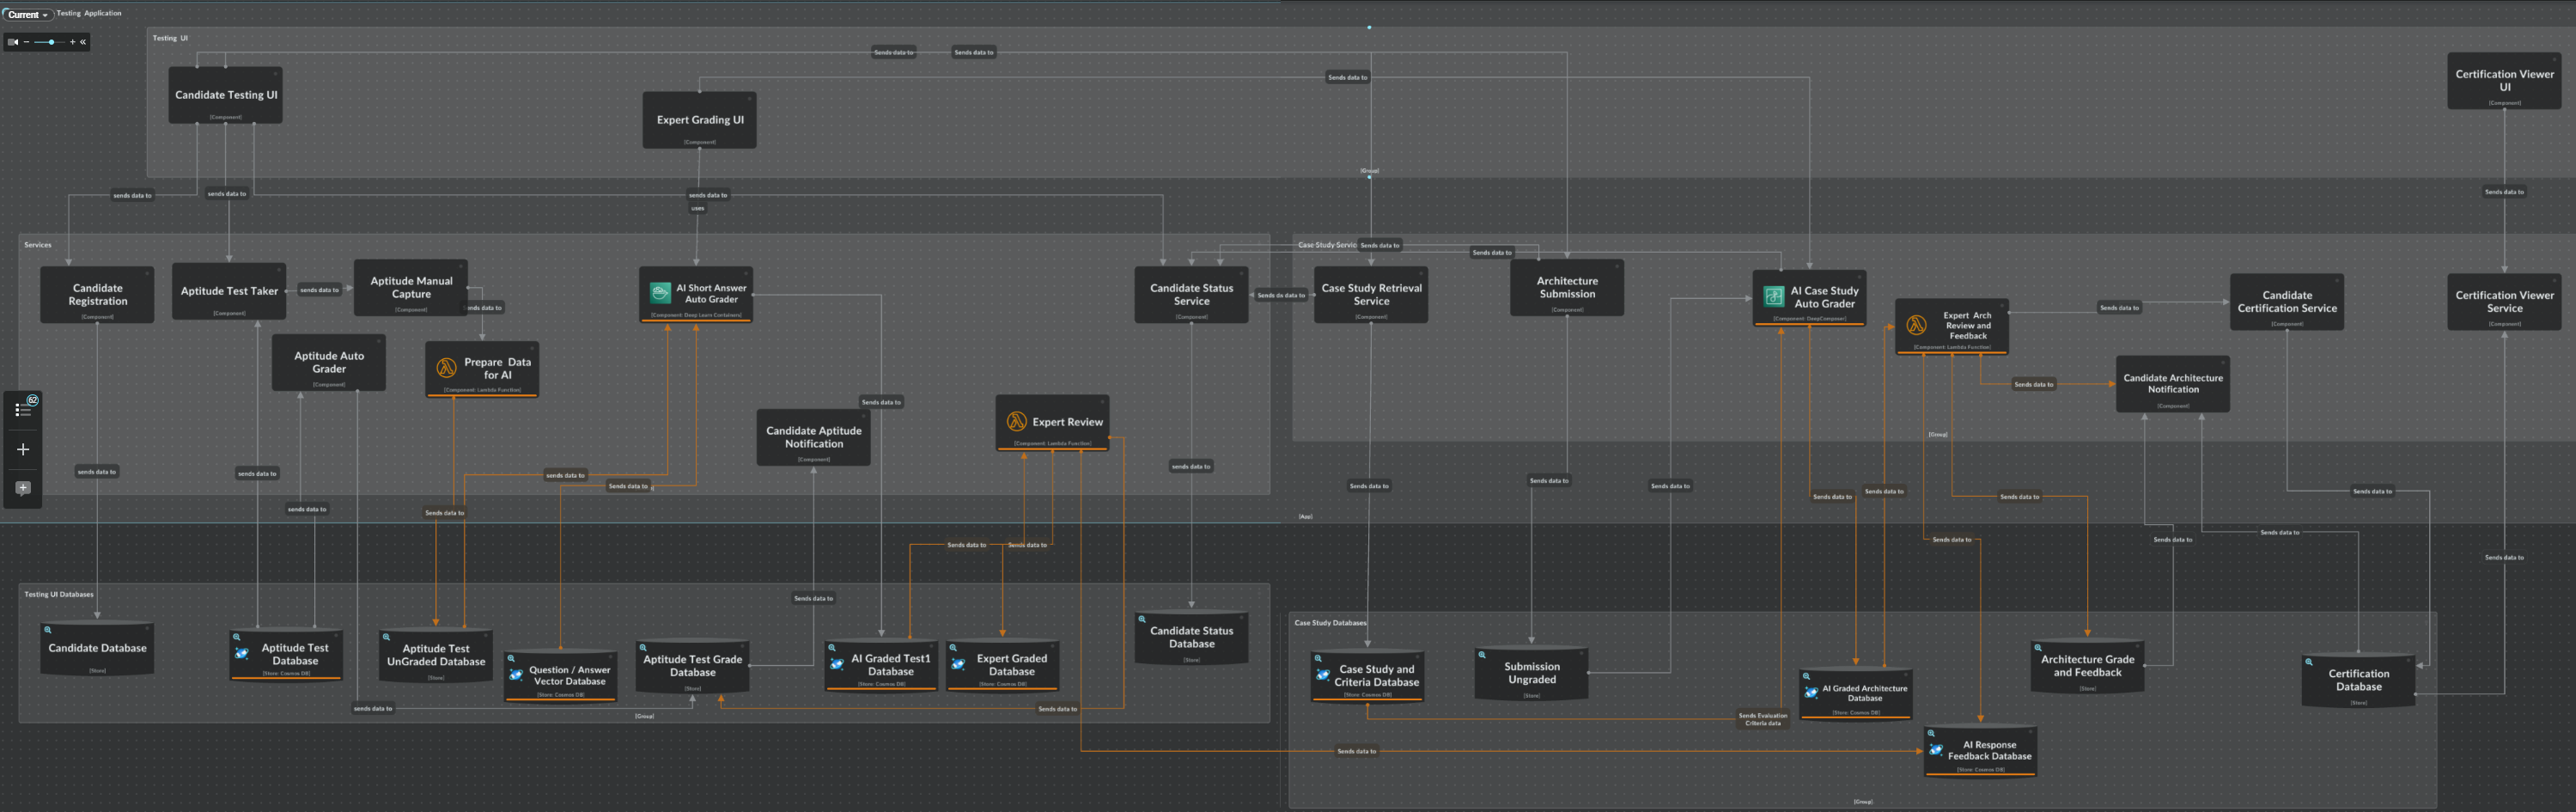 Current
Testing Application
Testing UI
Sends data to
Sends data to
Sends data to
Candidate Testing UI
[Component]
Expert Grading UI
[Component]
Certification Viewer
UI
[Component]
[Group]
sends data to
sends data to
sends data to
uses
Sends data to
Services
Case Study Servic
Sends data to
Sends data to
Candidate
Registration
[Component]
Aptitude Test Taker
[Component]
sends data to
Aptitude Manual
Capture
[Component]
sends data to
AI Short Answer
Auto Grader
[Component: Deep Learn Containers]
Candidate Status
Service
[Component]
Sends data to
Case Study Retrieval
Service
[Component]
Architecture
Submission
[Component]
AI Case Study
Auto Grader
[Component: DeepComposer]
Expert Arch
Review and
Feedback
[Component: Lambda Function]
Sends data to
Candidate
Certification Service
[Component]
Certification Viewer
Service
[Component]
Aptitude Auto
Grader
[Component]
Prepare Data
for AI
[Component: Lambda Function]
Sends data to
Candidate Architecture
Notification
[Component]
62
Sends data to
Candidate Aptitude
Notification
[Component]
Expert Review
[Component: Lambda Function]
[Group]
sends data to
sends data to
sends data to
Sends data to
sends data to
Sends data to
Sends data to
Sends data to
Sends data to
Sends data to
Sends data to
Sends data to
sends data to
Sends data to
[App]
Sends data to
Sends data to
Sends data to
Sends data to
Sends data to
Sends data to
Testing UI Databases
Sends data to
Case Study Databases
Candidate Database
[Store]
Aptitude Test
Database
[Store: Cosmos DB]
Aptitude Test
UnGraded Database
[Store]
Question / Answer
Vector Database
[Store: Cosmos DB]
Aptitude Test Grade
Database
[Store]
AI Graded Test1
Database
[Store: Cosmos DB]
Expert Graded
Database
[Store: Cosmos DB]
Candidate Status
Database
[Store]
Case Study and
Criteria Database
[Store: Cosmos DB]
Submission
Ungraded
[Store]
AI Graded Architecture
Database
[Store: Cosmos DB]
Architecture Grade
and Feedback
[Store]
Certification
Database
[Store]
sends data to
[Group]
Sends data to
Sends Evaluation
Criteria data
Sends data to
AI Response
Feedback Database
[Store: Cosmos DB]
[Group]